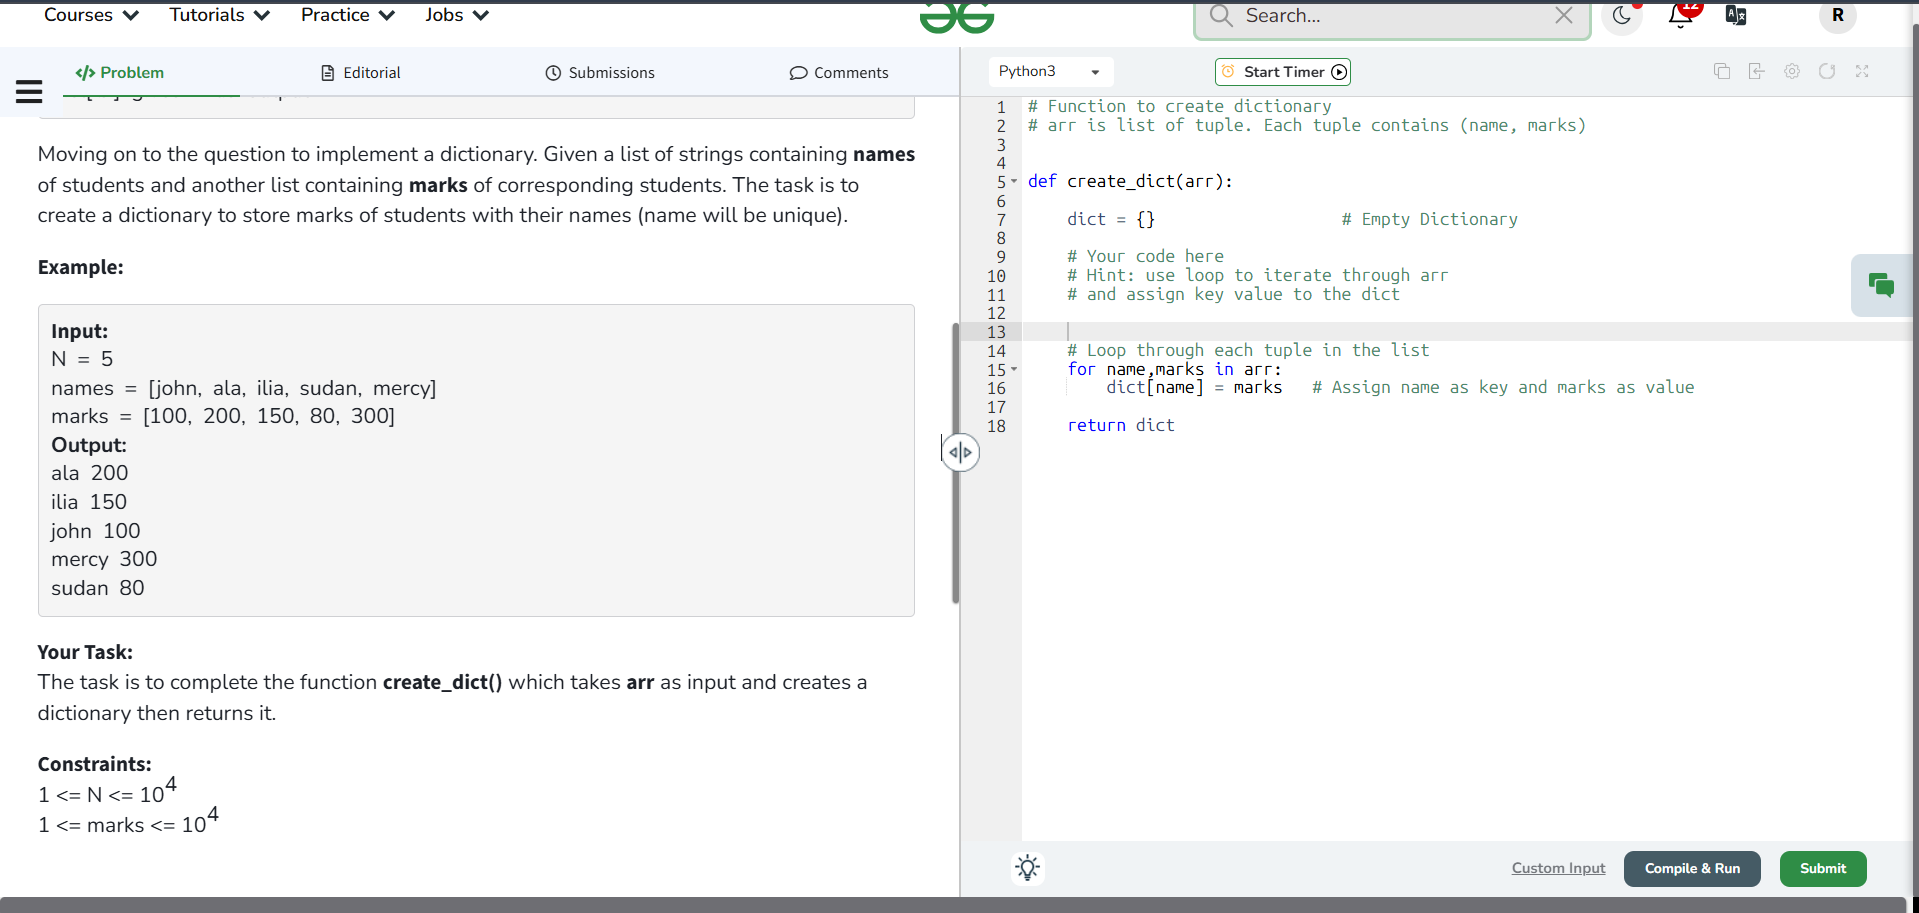 Courses Tutorials Practice Jobs Search... 12 R
Problem Editorial Submissions Comments
Python3 Start Timer
Moving on to the question to implement a dictionary. Given a list of strings containing names
of students and another list containing marks of corresponding students. The task is to
create a dictionary to store marks of students with their names (name will be unique).
Example:
Input:
N = 5
names = [john, ala, ilia, sudan, mercy]
marks = [100, 200, 150, 80, 300]
Output:
ala 200
ilia 150
john 100
mercy 300
sudan 80
Your Task:
The task is to complete the function create_dict() which takes arr as input and creates a
dictionary then returns it.
Constraints:
1 <= N <= 10^4
1 <= marks <= 10^4
1 # Function to create dictionary
2 # arr is list of tuple. Each tuple contains (name, marks)
3
4
5 def create_dict(arr):
6
7 dict = {} # Empty Dictionary
8
9 # Your code here
10 # Hint: use loop to iterate through arr
11 # and assign key value to the dict
12
13
14 # Loop through each tuple in the list
15 for name,marks in arr:
16 dict[name] = marks # Assign name as key and marks as value
17
18 return dict
Custom Input Compile & Run Submit